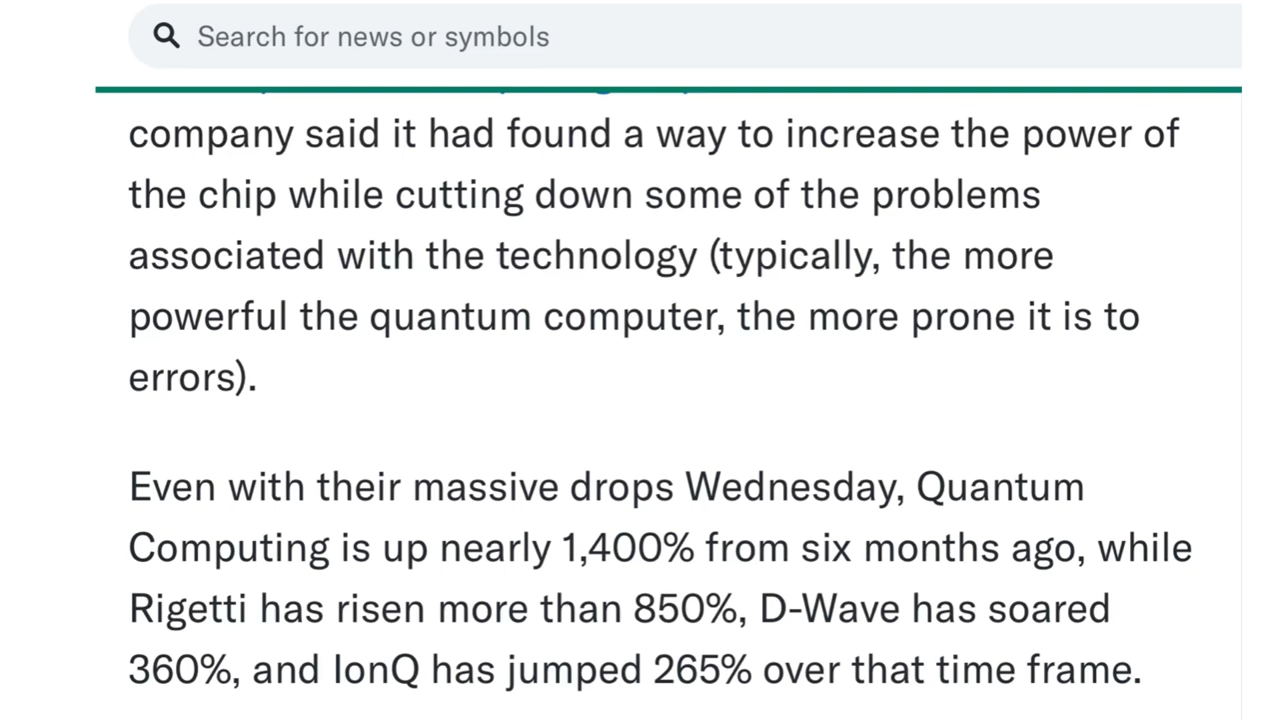 Search for news or symbols
company said it had found a way to increase the power of
the chip while cutting down some of the problems
associated with the technology (typically, the more
powerful the quantum computer, the more prone it is to
errors).
Even with their massive drops Wednesday, Quantum
Computing is up nearly 1,400% from six months ago, while
Rigetti has risen more than 850%, D-Wave has soared
360%, and IonQ has jumped 265% over that time frame.